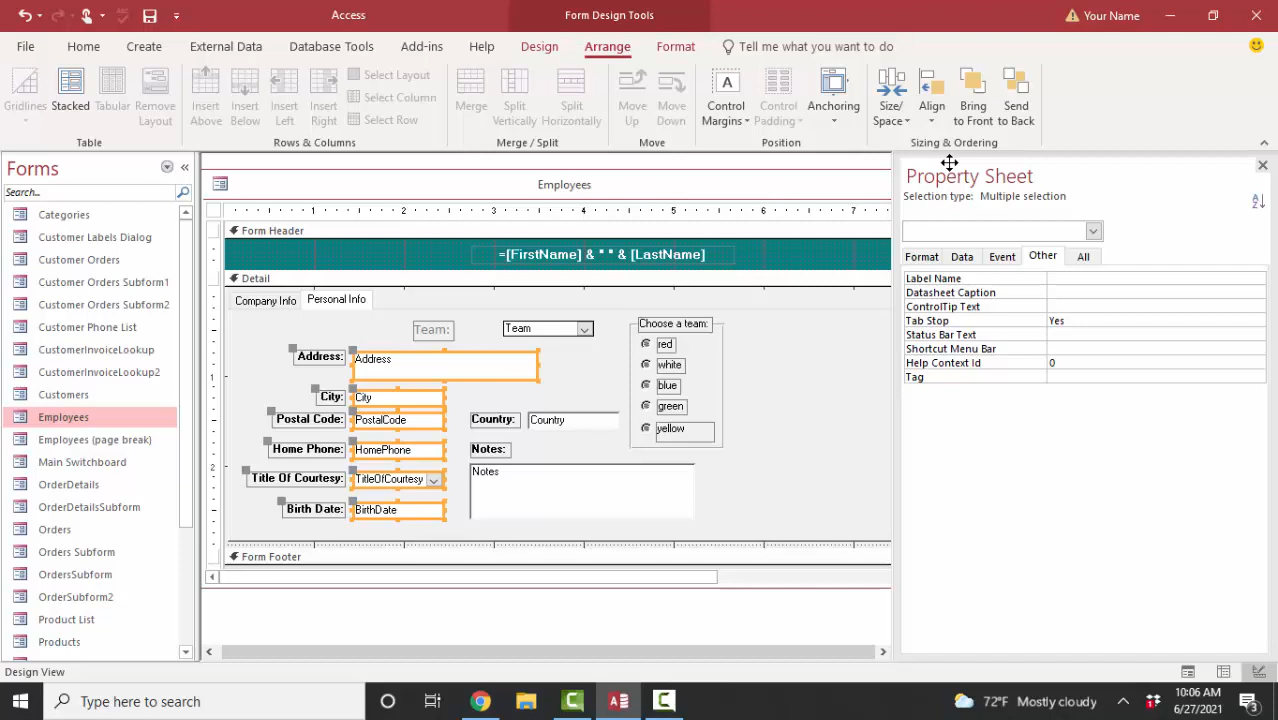 Access
Form Design Tools
Your Name
File
Home
Create
External Data
Database Tools
Add-ins
Help
Design
Arrange
Format
Tell me what you want to do
Gridlines
Stacked
Tabular
Remove Layout
Insert Above
Insert Below
Insert Left
Insert Right
Select Layout
Select Column
Select Row
Merge
Split Vertically
Split Horizontally
Move Up
Move Down
Control Margins
Control Padding
Anchoring
Size/ Space
Align
Bring to Front
Send to Back
Table
Rows & Columns
Merge / Split
Move
Position
Sizing & Ordering
Forms
Search...
Categories
Customer Labels Dialog
Customer Orders
Customer Orders Subform1
Customer Orders Subform2
Customer Phone List
CustomerInvoiceLookup
CustomerInvoiceLookup2
Customers
Employees
Employees (page break)
Main Switchboard
OrderDetails
OrderDetailsSubform
Orders
Orders Subform
OrdersSubform
OrderSubform2
Product List
Products
Employees
1 2 3 4 5 6 7
Form Header
=[FirstName] & " " & [LastName]
Detail
Company Info
Personal Info
Team:
Team
Choose a team:
red
white
blue
green
yellow
Address:
Address
1
City:
City
Postal Code:
PostalCode
Country:
Country
Home Phone:
HomePhone
Notes:
2
Title Of Courtesy:
TitleOfCourtesy
Notes
Birth Date:
BirthDate
Form Footer
Property Sheet
Selection type: Multiple selection
A
Z
Format
Data
Event
Other
All
Label Name
Datasheet Caption
ControlTip Text
Tab Stop Yes
Status Bar Text
Shortcut Menu Bar
Help Context Id 0
Tag
Design View
Type here to search
72°F Mostly cloudy
10:06 AM
6/27/2021
3